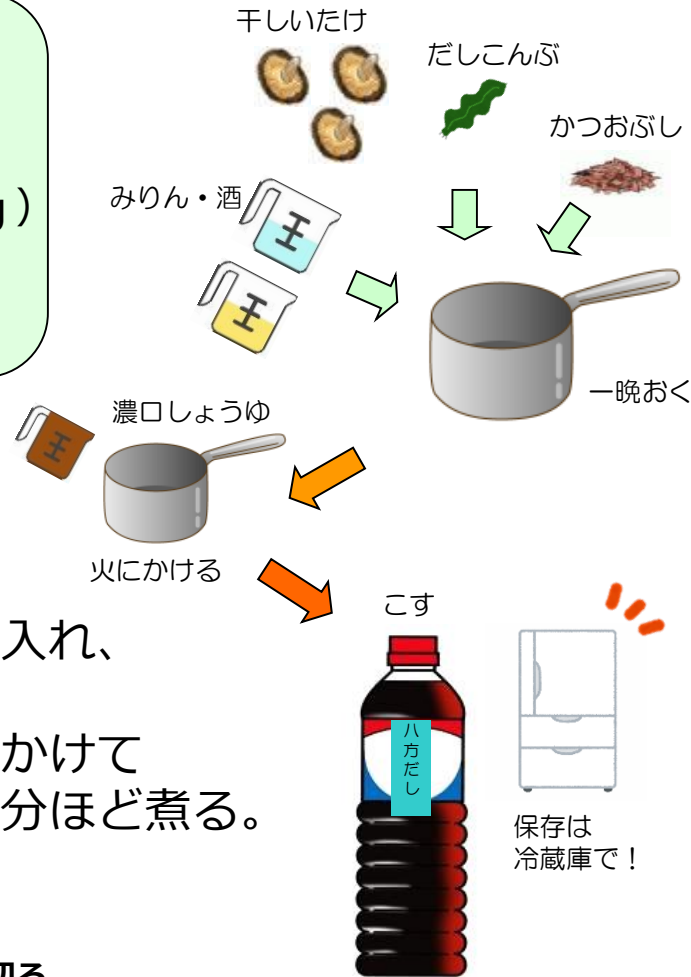 干しいたけ
だしこんぶ
かつおぶし
g）
みりん・酒
一晩おく
濃口しょうゆ
火にかける
こす
入れ、
かけて
分ほど煮る。
八方だし
保存は
冷蔵庫で！